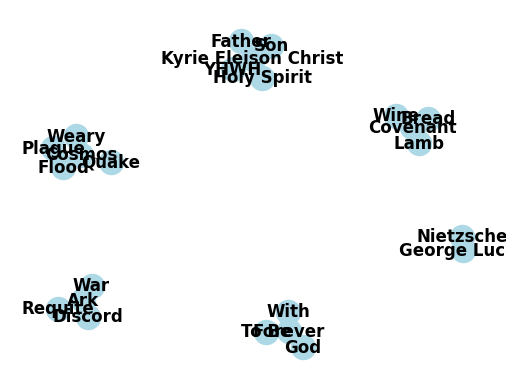 Father
Son
Kyrie Eleison Christ
YHWH
Holy Spirit
Wine
Bread
Covenant
Lamb
Weary
Plague
Cosmos
Quake
Flood
Nietzsche
George Luc
War
Ark
Requite
Discord
With
To Be
Forever
God